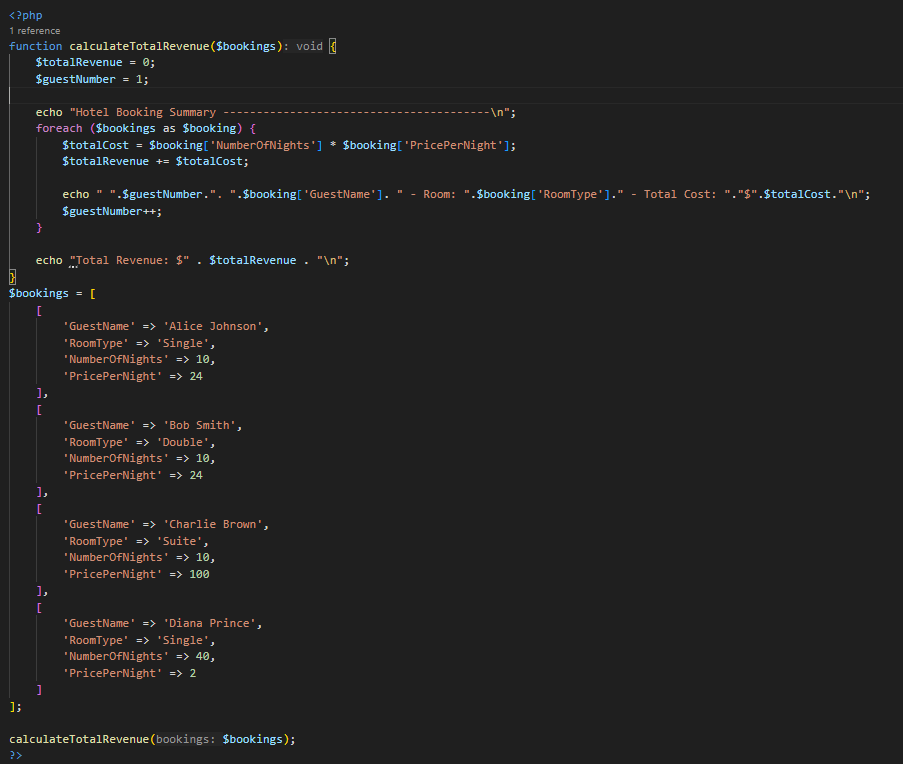 <?php
1 reference
function calculateTotalRevenue($bookings): void {
    $totalRevenue = 0;
    $guestNumber = 1;

    echo "Hotel Booking Summary ----------------------------------------\n";
    foreach ($bookings as $booking) {
        $totalCost = $booking['NumberOfNights'] * $booking['PricePerNight'];
        $totalRevenue += $totalCost;

        echo " ".$guestNumber.". ".$booking['GuestName']. " - Room: ".$booking['RoomType']." - Total Cost: "."$".$totalCost."\n";
        $guestNumber++;
    }

    echo "Total Revenue: $" . $totalRevenue . "\n";
}
$bookings = [
    [
        'GuestName' => 'Alice Johnson',
        'RoomType' => 'Single',
        'NumberOfNights' => 10,
        'PricePerNight' => 24
    ],
    [
        'GuestName' => 'Bob Smith',
        'RoomType' => 'Double',
        'NumberOfNights' => 10,
        'PricePerNight' => 24
    ],
    [
        'GuestName' => 'Charlie Brown',
        'RoomType' => 'Suite',
        'NumberOfNights' => 10,
        'PricePerNight' => 100
    ],
    [
        'GuestName' => 'Diana Prince',
        'RoomType' => 'Single',
        'NumberOfNights' => 40,
        'PricePerNight' => 2
    ]
];

calculateTotalRevenue(bookings: $bookings);
?>